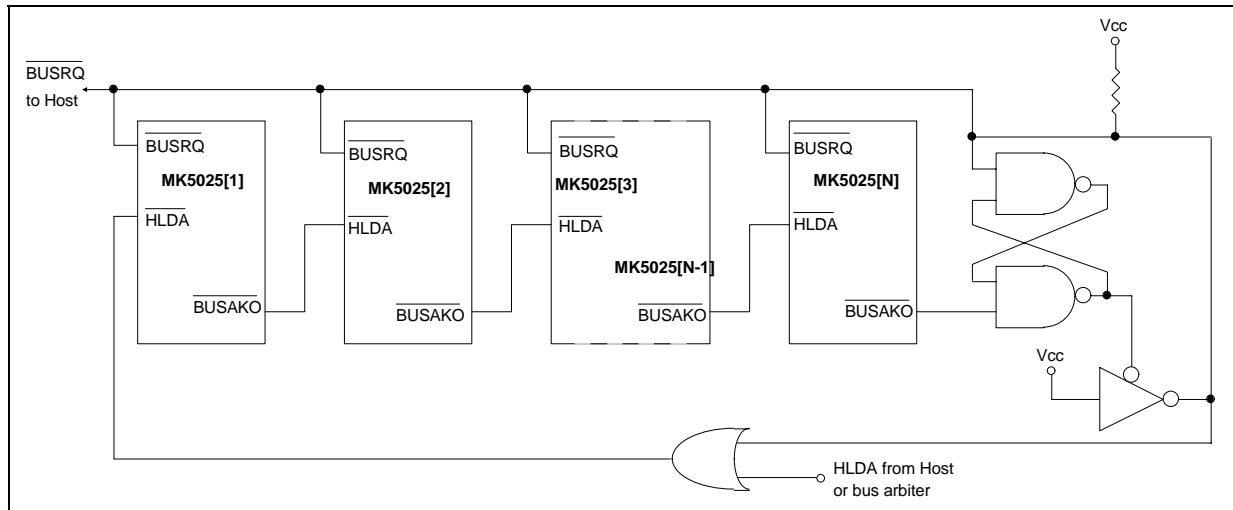 Vcc
BUSRQ
to Host
BUSRQ
BUSRQ
BUSRQ
BUSRQ
MK5025[1]
MK5025[2]
MK5025[3]
MK5025[N]
HLDA
HLDA
HLDA
HLDA
MK5025[N-1]
BUSAKO
BUSAKO
BUSAKO
BUSAKO
Vcc
HLDA from Host
or bus arbiter